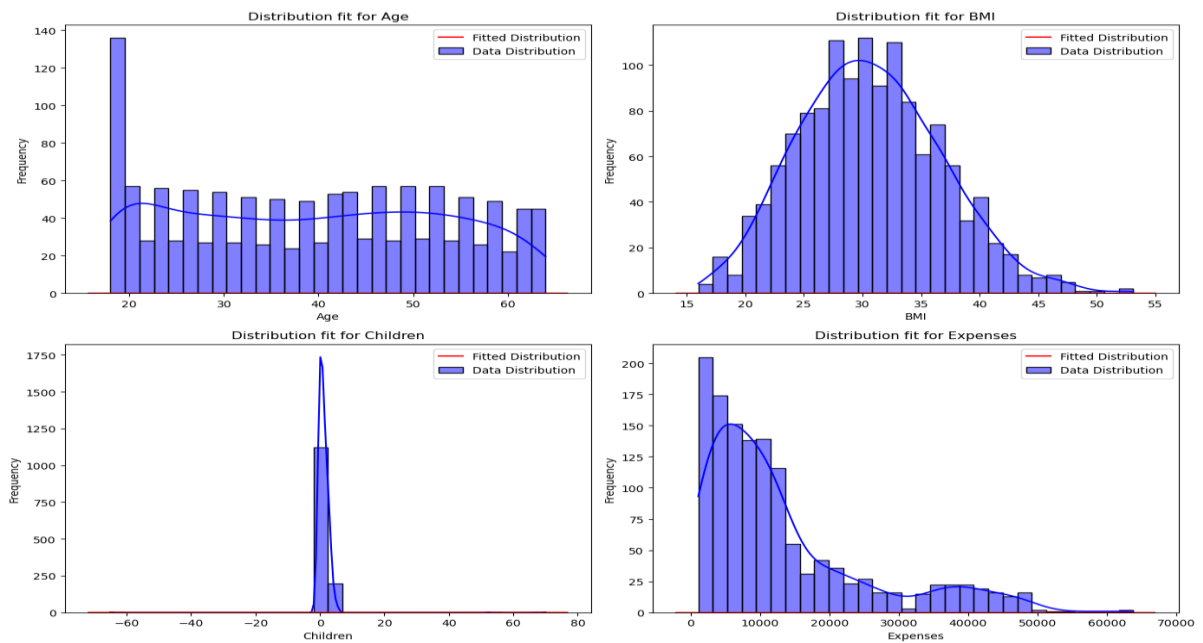 Distribution fit for Age
Fitted Distribution
Data Distribution
Frequency
140
120
100
80
60
40
20
0
20 30 40 50 60
Age
Distribution fit for BMI
Fitted Distribution
Data Distribution
Frequency
100
80
60
40
20
0
15 20 25 30 35 40 45 50 55
BMI
Distribution fit for Children
Fitted Distribution
Data Distribution
Frequency
1750
1500
1250
1000
750
500
250
0
−60 −40 −20 0 20 40 60 80
Children
Distribution fit for Expenses
Fitted Distribution
Data Distribution
Frequency
200
175
150
125
100
75
50
25
0
0 10000 20000 30000 40000 50000 60000 70000
Expenses